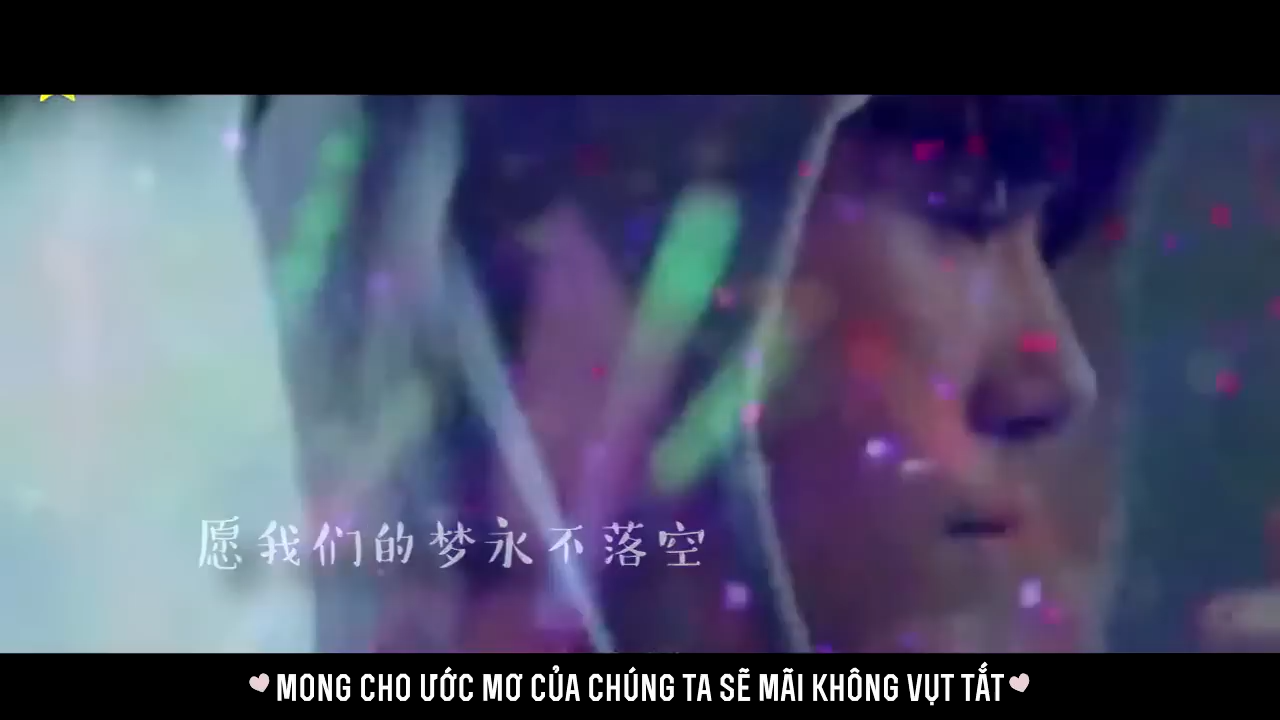 愿我们的梦永不落空
MONG CHO ƯỚC MƠ CỦA CHÚNG TA SẼ MÃI KHÔNG VỤT TẮT